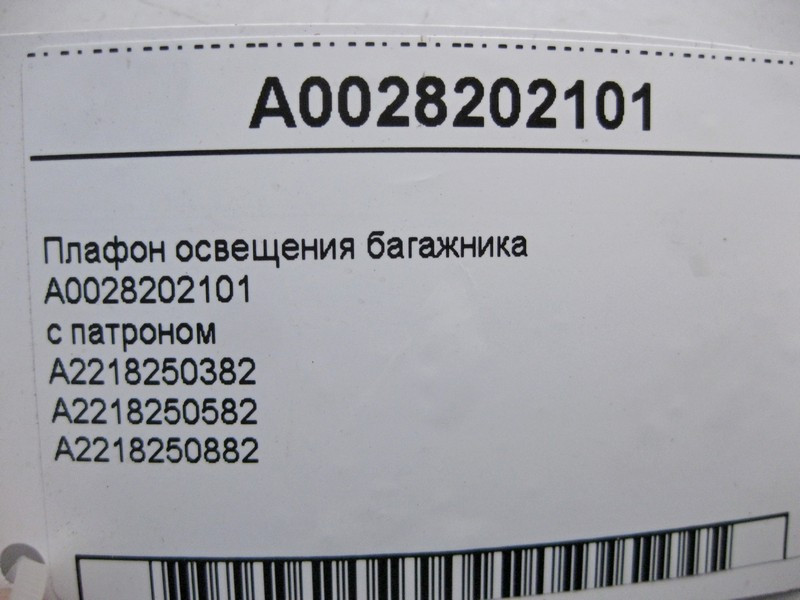 A0028202101
Плафон освещения багажника
A0028202101
с патроном
A2218250382
A2218250582
A2218250882